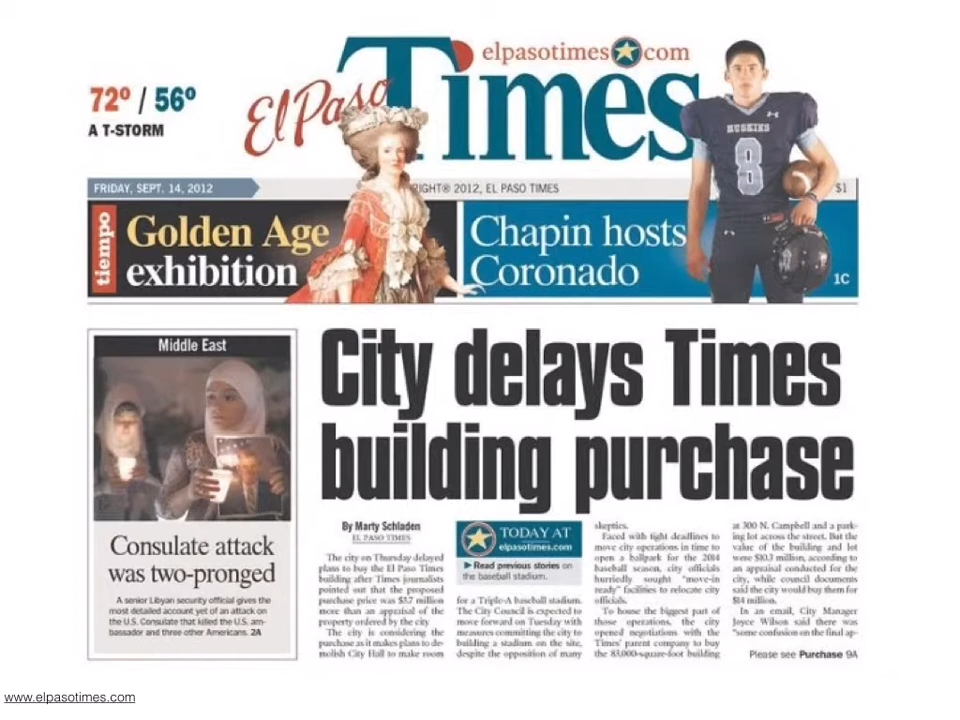 elpasotimes com
El Paso
Times
72º / 56º
A T-STORM
HUSKIES
8
FRIDAY, SEPT. 14, 2012
RIGHT® 2012, EL PASO TIMES
$1
tiempo
Golden Age
exhibition
Chapin hosts
Coronado
1C
Middle East
Consulate attack
was two-pronged
A senior Libyan security official gives the
most detailed account yet of an attack on
the U.S. Consulate that killed the U.S. am-
bassador and three other Americans. 2A
City delays Times
building purchase
By Marty Schladen
EL PASO TIMES
The city on Thursday delayed
plans to buy the El Paso Times
building after Times journalists
pointed out that the proposed
purchase price was $3.7 million
more than an appraisal of the
property ordered by the city
The city is considering the
purchase as it makes plans to de-
molish City Hall to make room
TODAY AT
elpasotimes.com
▶ Read previous stories on
the baseball stadium.
for a Triple-A baseball stadium.
The City Council is expected to
move forward on Tuesday with
measures committing the city to
building a stadium on the site,
despite the opposition of many
skeptics.
Faced with tight deadlines to
move city operations in time to
open a ballpark for the 2014
baseball season, city officials
hurriedly sought "move-in
ready" facilities to relocate city
officials.
To house the biggest part of
those operations, the city
opened negotiations with the
Times' parent company to buy
the 83,000-square-foot building
at 300 N. Campbell and a park-
ing lot across the street. But the
value of the building and lot
were $10.3 million, according to
an appraisal conducted for the
city, while council documents
said the city would buy them for
$14 million.
In an email, City Manager
Joyce Wilson said there was
"some confusion on the final ap-
Please see Purchase 9A
www.elpasotimes.com